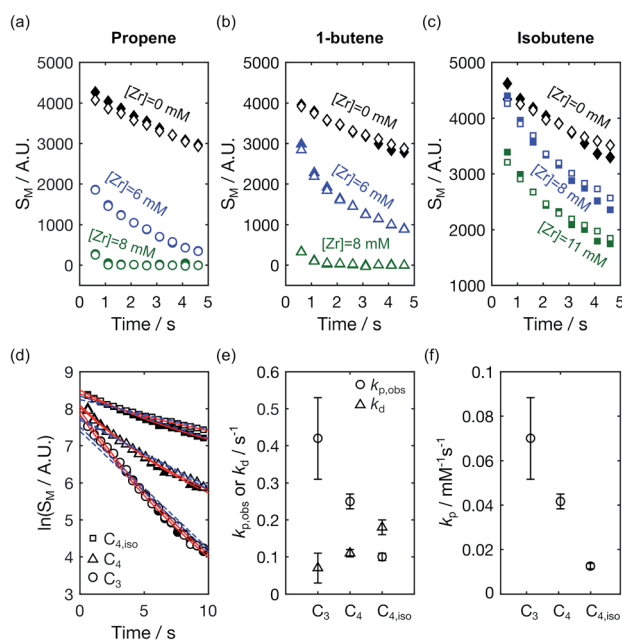 (a) Propene
(b) 1-butene
(c) Isobutene
S_M / A.U.
5000
4000
3000
2000
1000
0
[Zr]=0 mM
[Zr]=6 mM
[Zr]=8 mM
0 1 2 3 4 5
Time / s
S_M / A.U.
5000
4000
3000
2000
1000
0
[Zr]=0 mM
[Zr]=6 mM
[Zr]=8 mM
0 1 2 3 4 5
Time / s
S_M / A.U.
5000
4000
3000
2000
1000
[Zr]=0 mM
[Zr]=8 mM
[Zr]=11 mM
0 1 2 3 4 5
Time / s
(d)
ln(S_M / A.U.)
9
8
7
6
5
4
3
C_4,iso
C_4
C_3
0 5 10
Time / s
(e)
k_p,obs or k_d / s⁻¹
0.6
0.5
0.4
0.3
0.2
0.1
0
k_p,obs
k_d
C_3 C_4 C_4,iso
(f)
k_p / mM⁻¹s⁻¹
0.1
0.08
0.06
0.04
0.02
0
C_3 C_4 C_4,iso